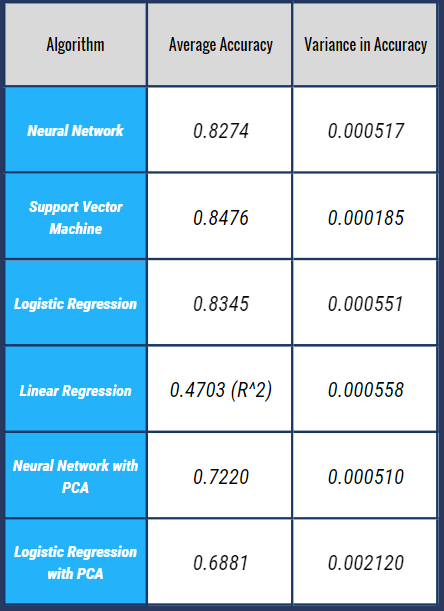 Algorithm Average Accuracy Variance in Accuracy
Neural Network 0.8274 0.000517
Support Vector
Machine 0.8476 0.000185
Logistic Regression 0.8345 0.000551
Linear Regression 0.4703 (R^2) 0.000558
Neural Network with
PCA 0.7220 0.000510
Logistic Regression
with PCA 0.6881 0.002120